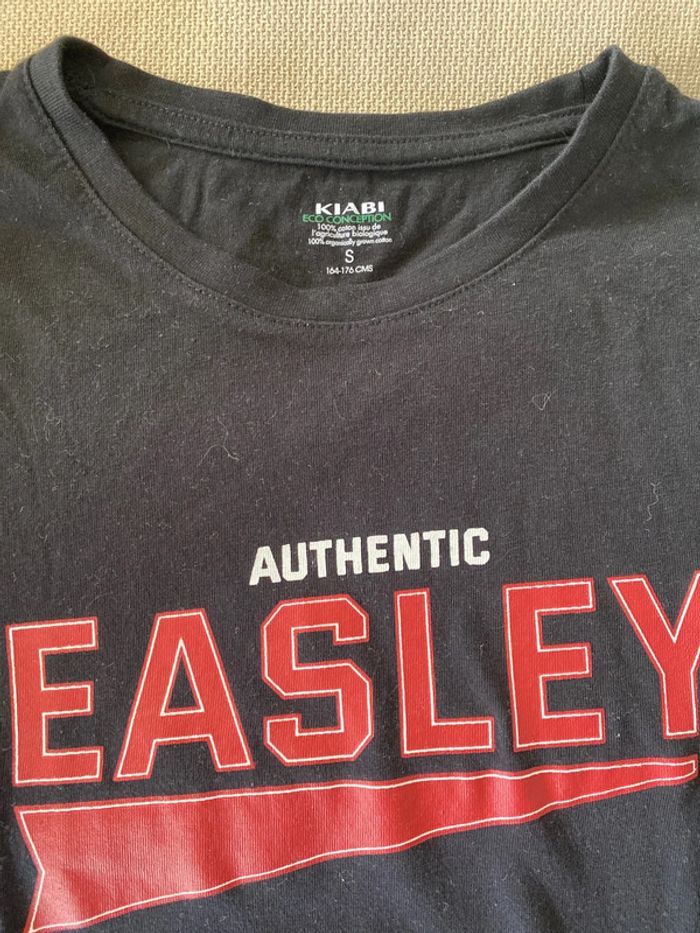 KIABI
ECO CONCEPTION
100% coton issu de
l'agriculture biologique
100% organically grown cotton
S
164-176 CMS
AUTHENTIC
EASLEY